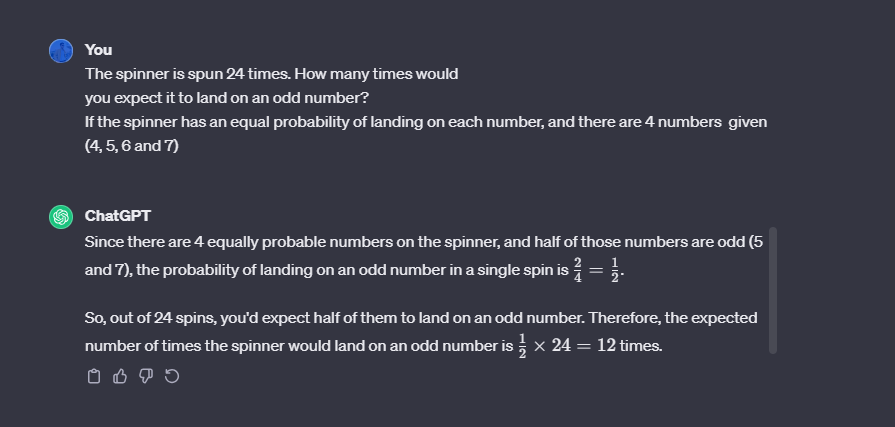 You
The spinner is spun 24 times. How many times would
you expect it to land on an odd number?
If the spinner has an equal probability of landing on each number, and there are 4 numbers given
(4, 5, 6 and 7)
ChatGPT
Since there are 4 equally probable numbers on the spinner, and half of those numbers are odd (5
and 7), the probability of landing on an odd number in a single spin is 2/4 = 1/2.
So, out of 24 spins, you'd expect half of them to land on an odd number. Therefore, the expected
number of times the spinner would land on an odd number is 1/2 × 24 = 12 times.